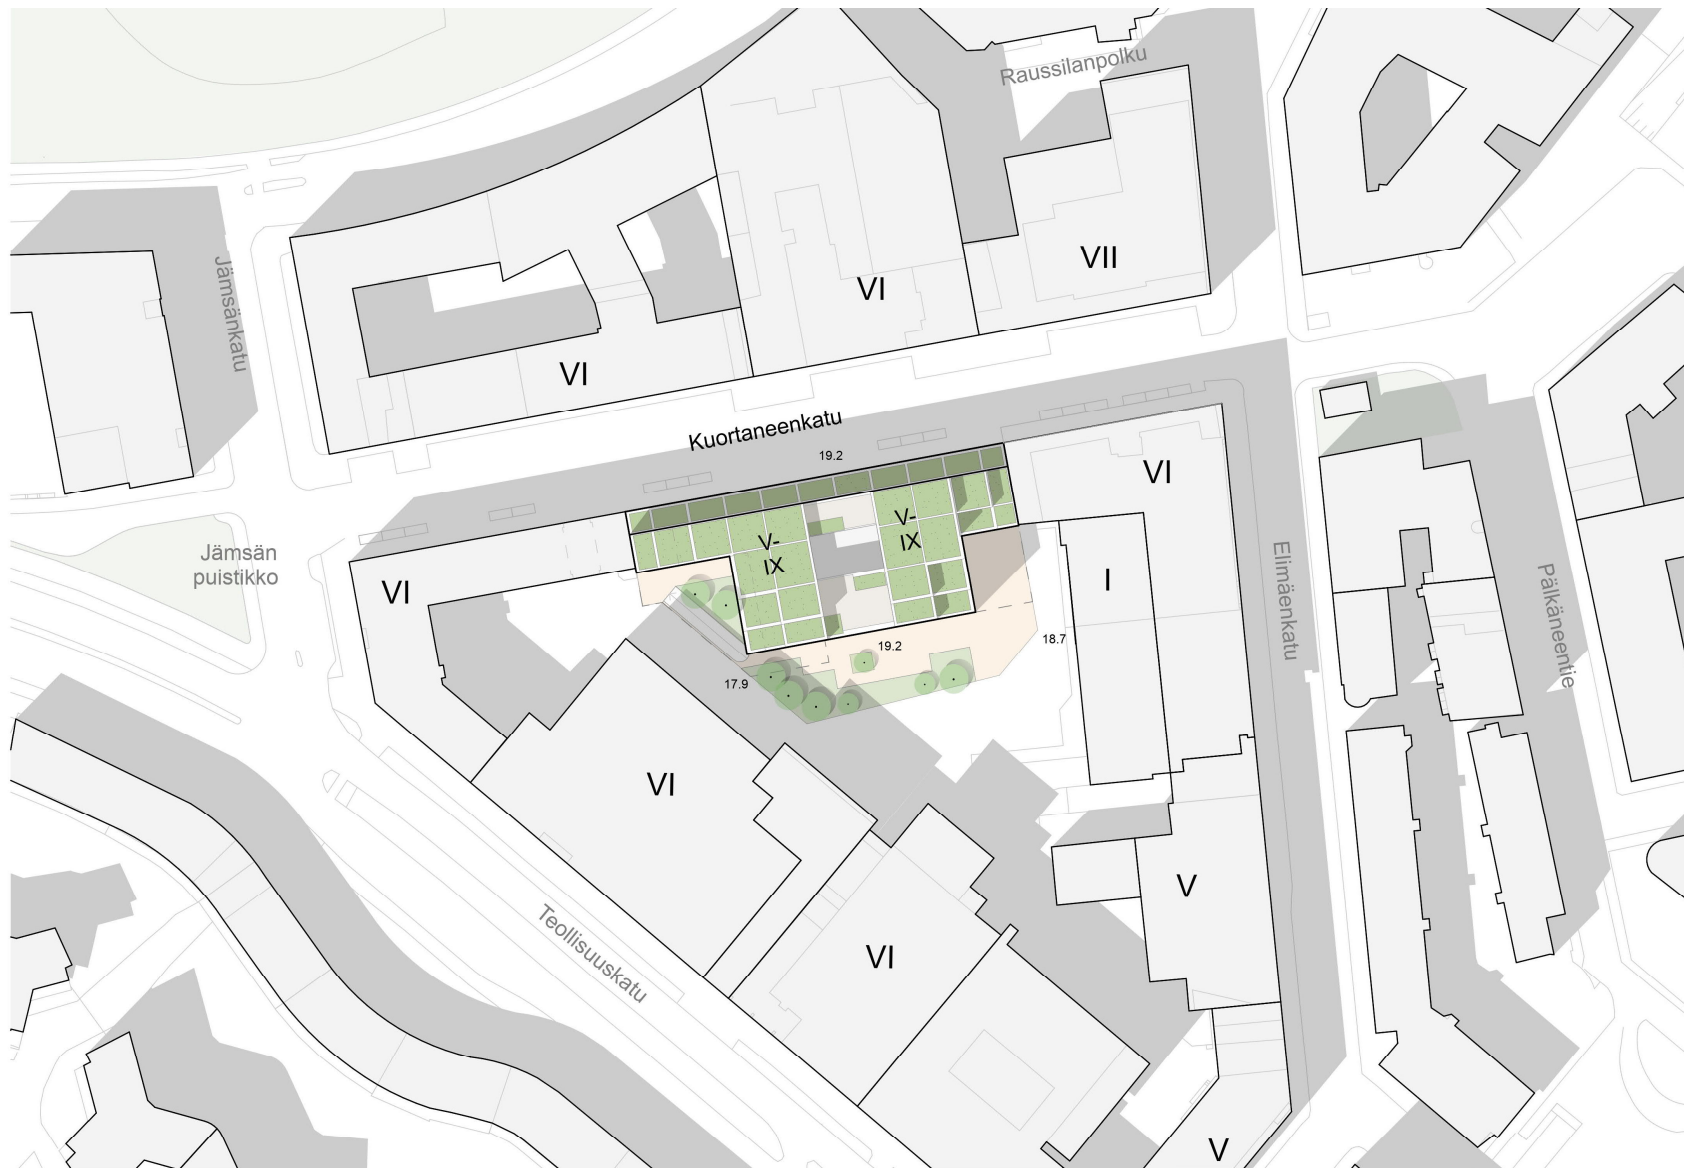 Raussilanpolku
Jämsänkatu
VII
VI
VI
Kuortaneenkatu
19.2
VI
V-
IX
V-
IX
Jämsän
puistikko
VI
I
Elimäenkatu
Pälkäneentie
19.2
18.7
17.9
VI
V
Teollisuuskatu
VI
V